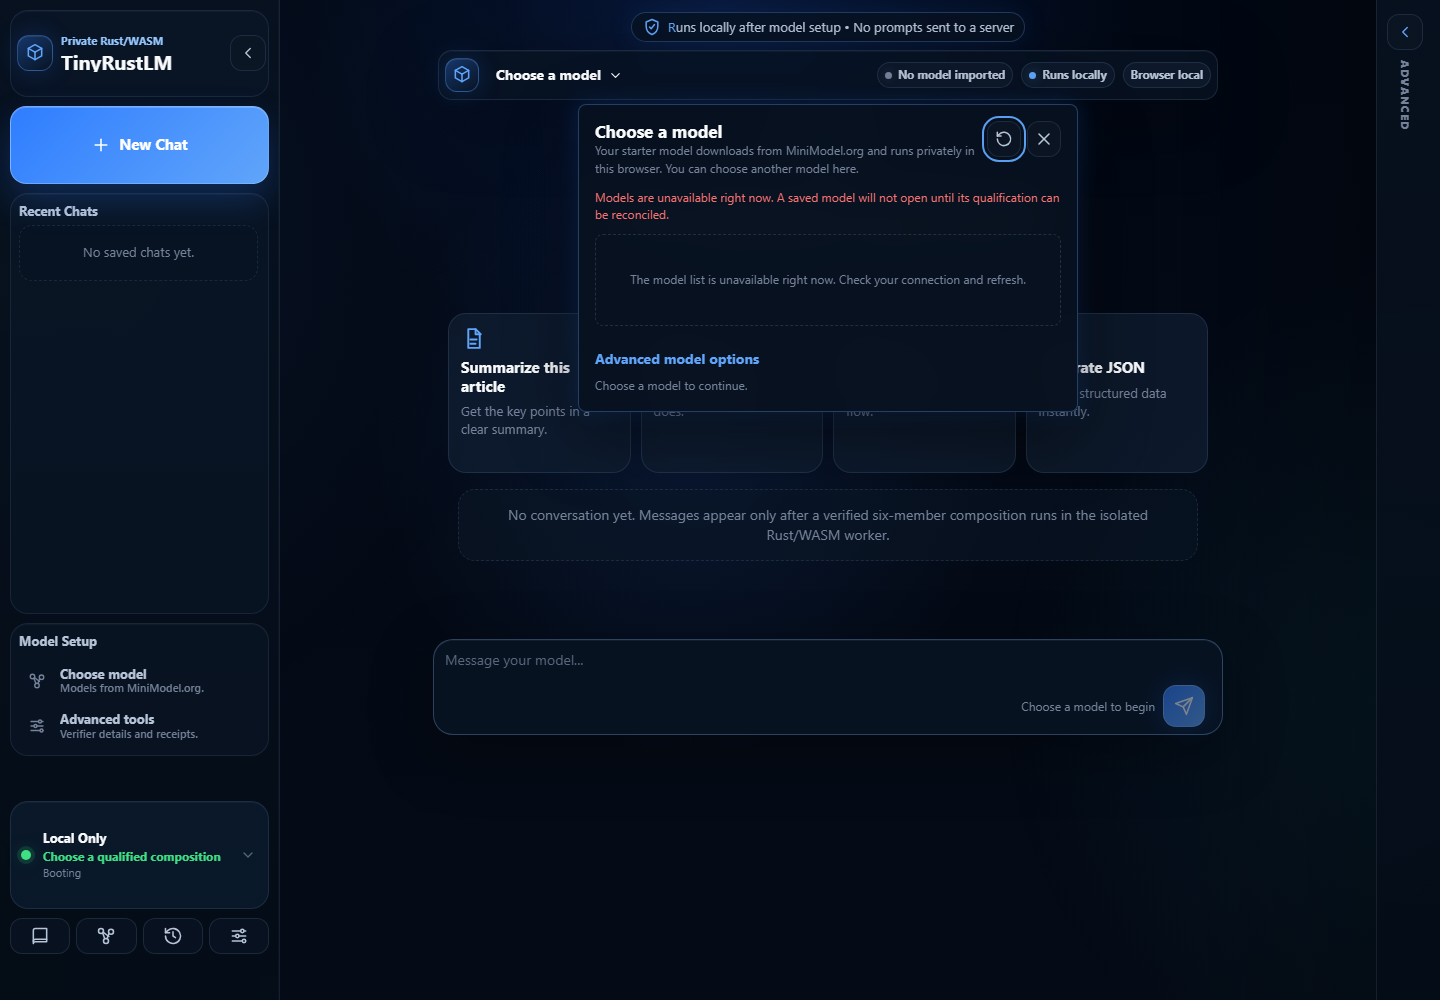 Private Rust/WASM
TinyRustLM
New Chat
Recent Chats
No saved chats yet.
Model Setup
Choose model
Models from MiniModel.org.
Advanced tools
Verifier details and receipts.
Local Only
Choose a qualified composition
Booting
Runs locally after model setup • No prompts sent to a server
Choose a model
No model imported
Runs locally
Browser local
Choose a model
Your starter model downloads from MiniModel.org and runs privately in
this browser. You can choose another model here.
Models are unavailable right now. A saved model will not open until its qualification can
be reconciled.
The model list is unavailable right now. Check your connection and refresh.
Advanced model options
Choose a model to continue.
Summarize this
article
Get the key points in a
clear summary.
does.
flow.
rate JSON
structured data
instantly.
No conversation yet. Messages appear only after a verified six-member composition runs in the isolated
Rust/WASM worker.
Message your model...
Choose a model to begin
ADVANCED